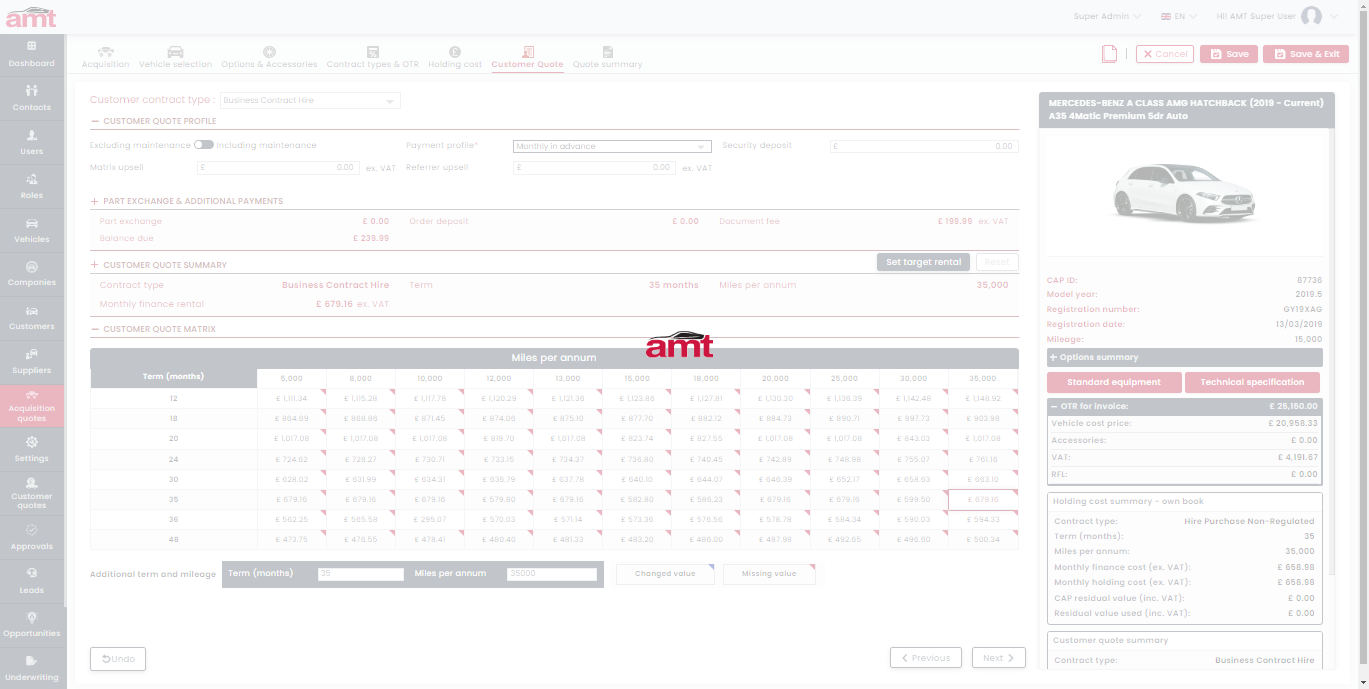 amt
Super Admin EN Hi! AMT Super User
Dashboard
Contacts
Users
Roles
Vehicles
Companies
Customers
Suppliers
Acquisition quotes
Settings
Customer quotes
Approvals
Leads
Opportunities
Underwriting
Acquisition Vehicle selection Options & Accessories Contract types & OTR Holding cost Customer Quote Quote summary
Cancel Save Save & Exit
Customer contract type : Business Contract Hire
CUSTOMER QUOTE PROFILE
Excluding maintenance Including maintenance Payment profile* Monthly in advance Security deposit £ 0.00
Matrix upsell £ 0.00 ex. VAT Referrer upsell £ 0.00 ex. VAT
PART EXCHANGE & ADDITIONAL PAYMENTS
Part exchange £ 0.00 Order deposit £ 0.00 Document fee £ 199.99 ex. VAT
Balance due £ 239.99
CUSTOMER QUOTE SUMMARY Set target rental Reset
Contract type Business Contract Hire Term 35 months Miles per annum 35,000
Monthly finance rental £ 679.16 ex. VAT
CUSTOMER QUOTE MATRIX
amt
Miles per annum
Term (months) 5,000 8,000 10,000 12,000 13,000 15,000 18,000 20,000 25,000 30,000 35,000
12 £ 1,111.34 £ 1,115.28 £ 1,117.78 £ 1,120.29 £ 1,121.36 £ 1,123.86 £ 1,127.81 £ 1,130.30 £ 1,136.39 £ 1,142.48 £ 1,148.92
18 £ 864.89 £ 868.86 £ 871.45 £ 874.06 £ 875.10 £ 877.70 £ 882.12 £ 884.73 £ 890.71 £ 897.73 £ 903.98
20 £ 1,017.08 £ 1,017.08 £ 1,017.08 £ 819.70 £ 1,017.08 £ 823.74 £ 827.55 £ 1,017.08 £ 1,017.08 £ 843.03 £ 1,017.08
24 £ 724.62 £ 728.27 £ 730.71 £ 733.15 £ 734.37 £ 736.80 £ 740.45 £ 742.89 £ 748.98 £ 755.07 £ 761.16
30 £ 628.02 £ 631.99 £ 634.31 £ 636.79 £ 637.78 £ 640.10 £ 644.07 £ 646.39 £ 652.17 £ 658.63 £ 663.10
35 £ 679.16 £ 679.16 £ 679.16 £ 579.80 £ 679.16 £ 582.80 £ 586.23 £ 679.16 £ 679.16 £ 599.50 £ 679.16
36 £ 562.25 £ 565.58 £ 295.07 £ 570.03 £ 571.14 £ 573.36 £ 576.56 £ 578.78 £ 584.34 £ 590.03 £ 594.33
48 £ 473.75 £ 476.55 £ 478.41 £ 480.40 £ 481.33 £ 483.20 £ 486.00 £ 487.98 £ 492.65 £ 496.60 £ 500.34
Additional term and mileage Term (months) 35 Miles per annum 35000 Changed value Missing value
Undo Previous Next
MERCEDES-BENZ A CLASS AMG HATCHBACK (2019 - Current)
A35 4Matic Premium 5dr Auto
CAP ID: 87736
Model year: 2019.5
Registration number: GY19XAG
Registration date: 13/03/2019
Mileage: 15,000
Options summary
Standard equipment Technical specification
OTR for invoice: £ 25,150.00
Vehicle cost price: £ 20,958.33
Accessories: £ 0.00
VAT: £ 4,191.67
RFL: £ 0.00
Holding cost summary - own book
Contract type: Hire Purchase Non-Regulated
Term (months): 35
Miles per annum: 35,000
Monthly finance cost (ex. VAT): £ 658.98
Monthly holding cost (ex. VAT): £ 658.98
CAP residual value (inc. VAT): £ 0.00
Residual value used (inc. VAT): £ 0.00
Customer quote summary
Contract type: Business Contract Hire